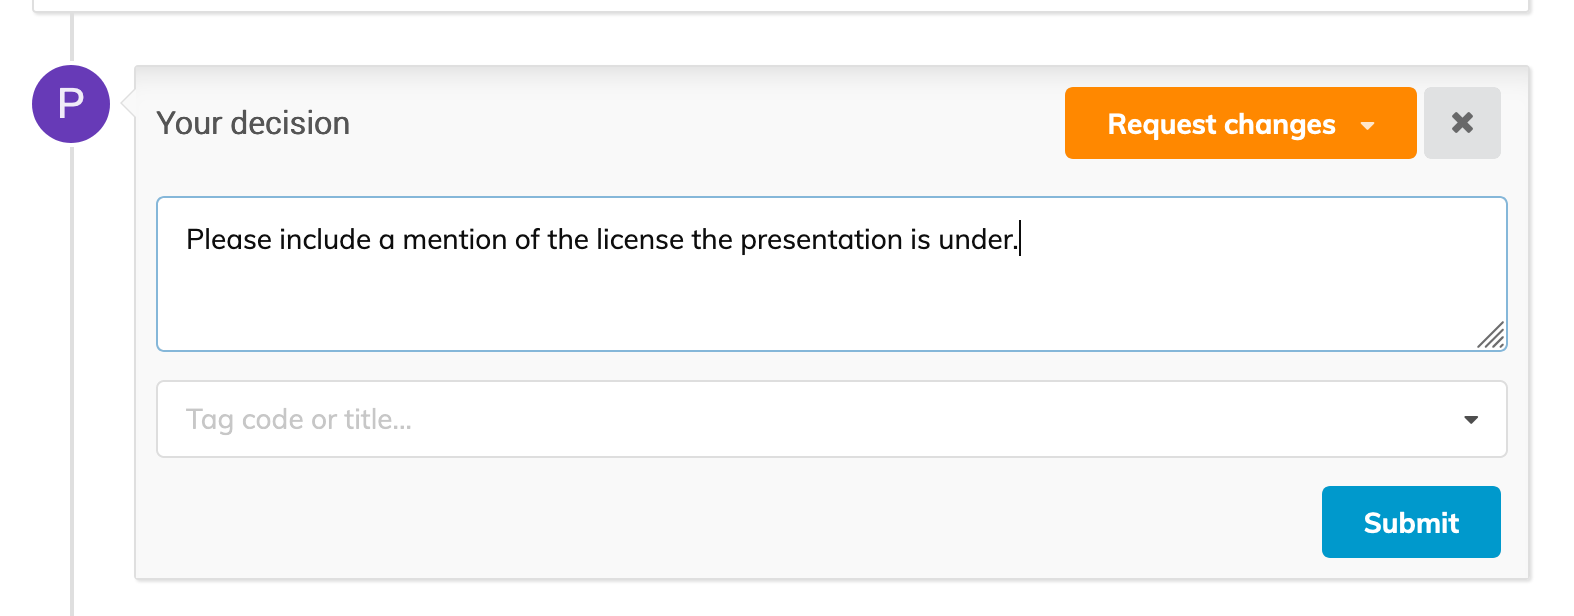 P
Your decision
Request changes
Please include a mention of the license the presentation is under.
Tag code or title...
Submit